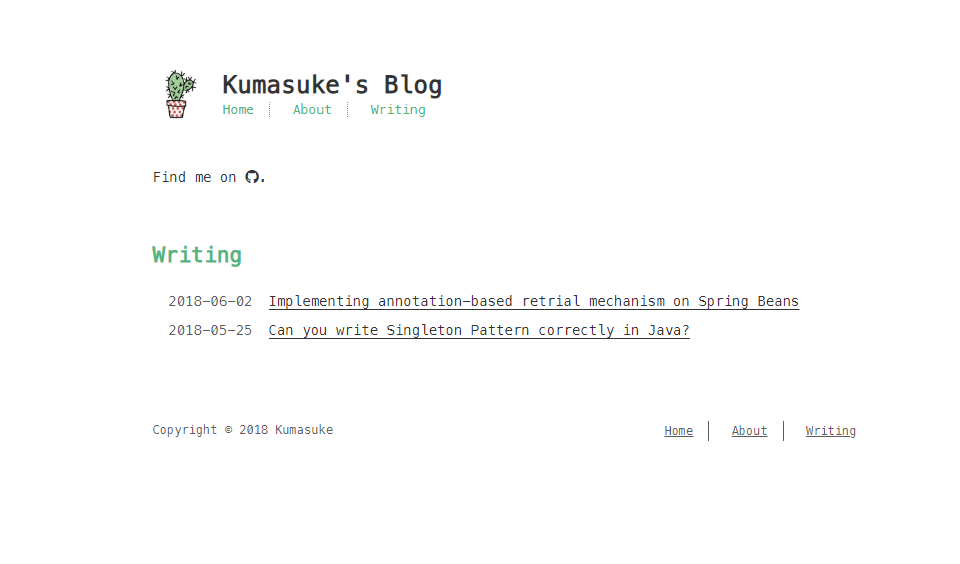 Kumasuke's Blog
Home About Writing
Find me on .
Writing
2018-06-02 Implementing annotation-based retrial mechanism on Spring Beans
2018-05-25 Can you write Singleton Pattern correctly in Java?
Copyright © 2018 Kumasuke Home About Writing